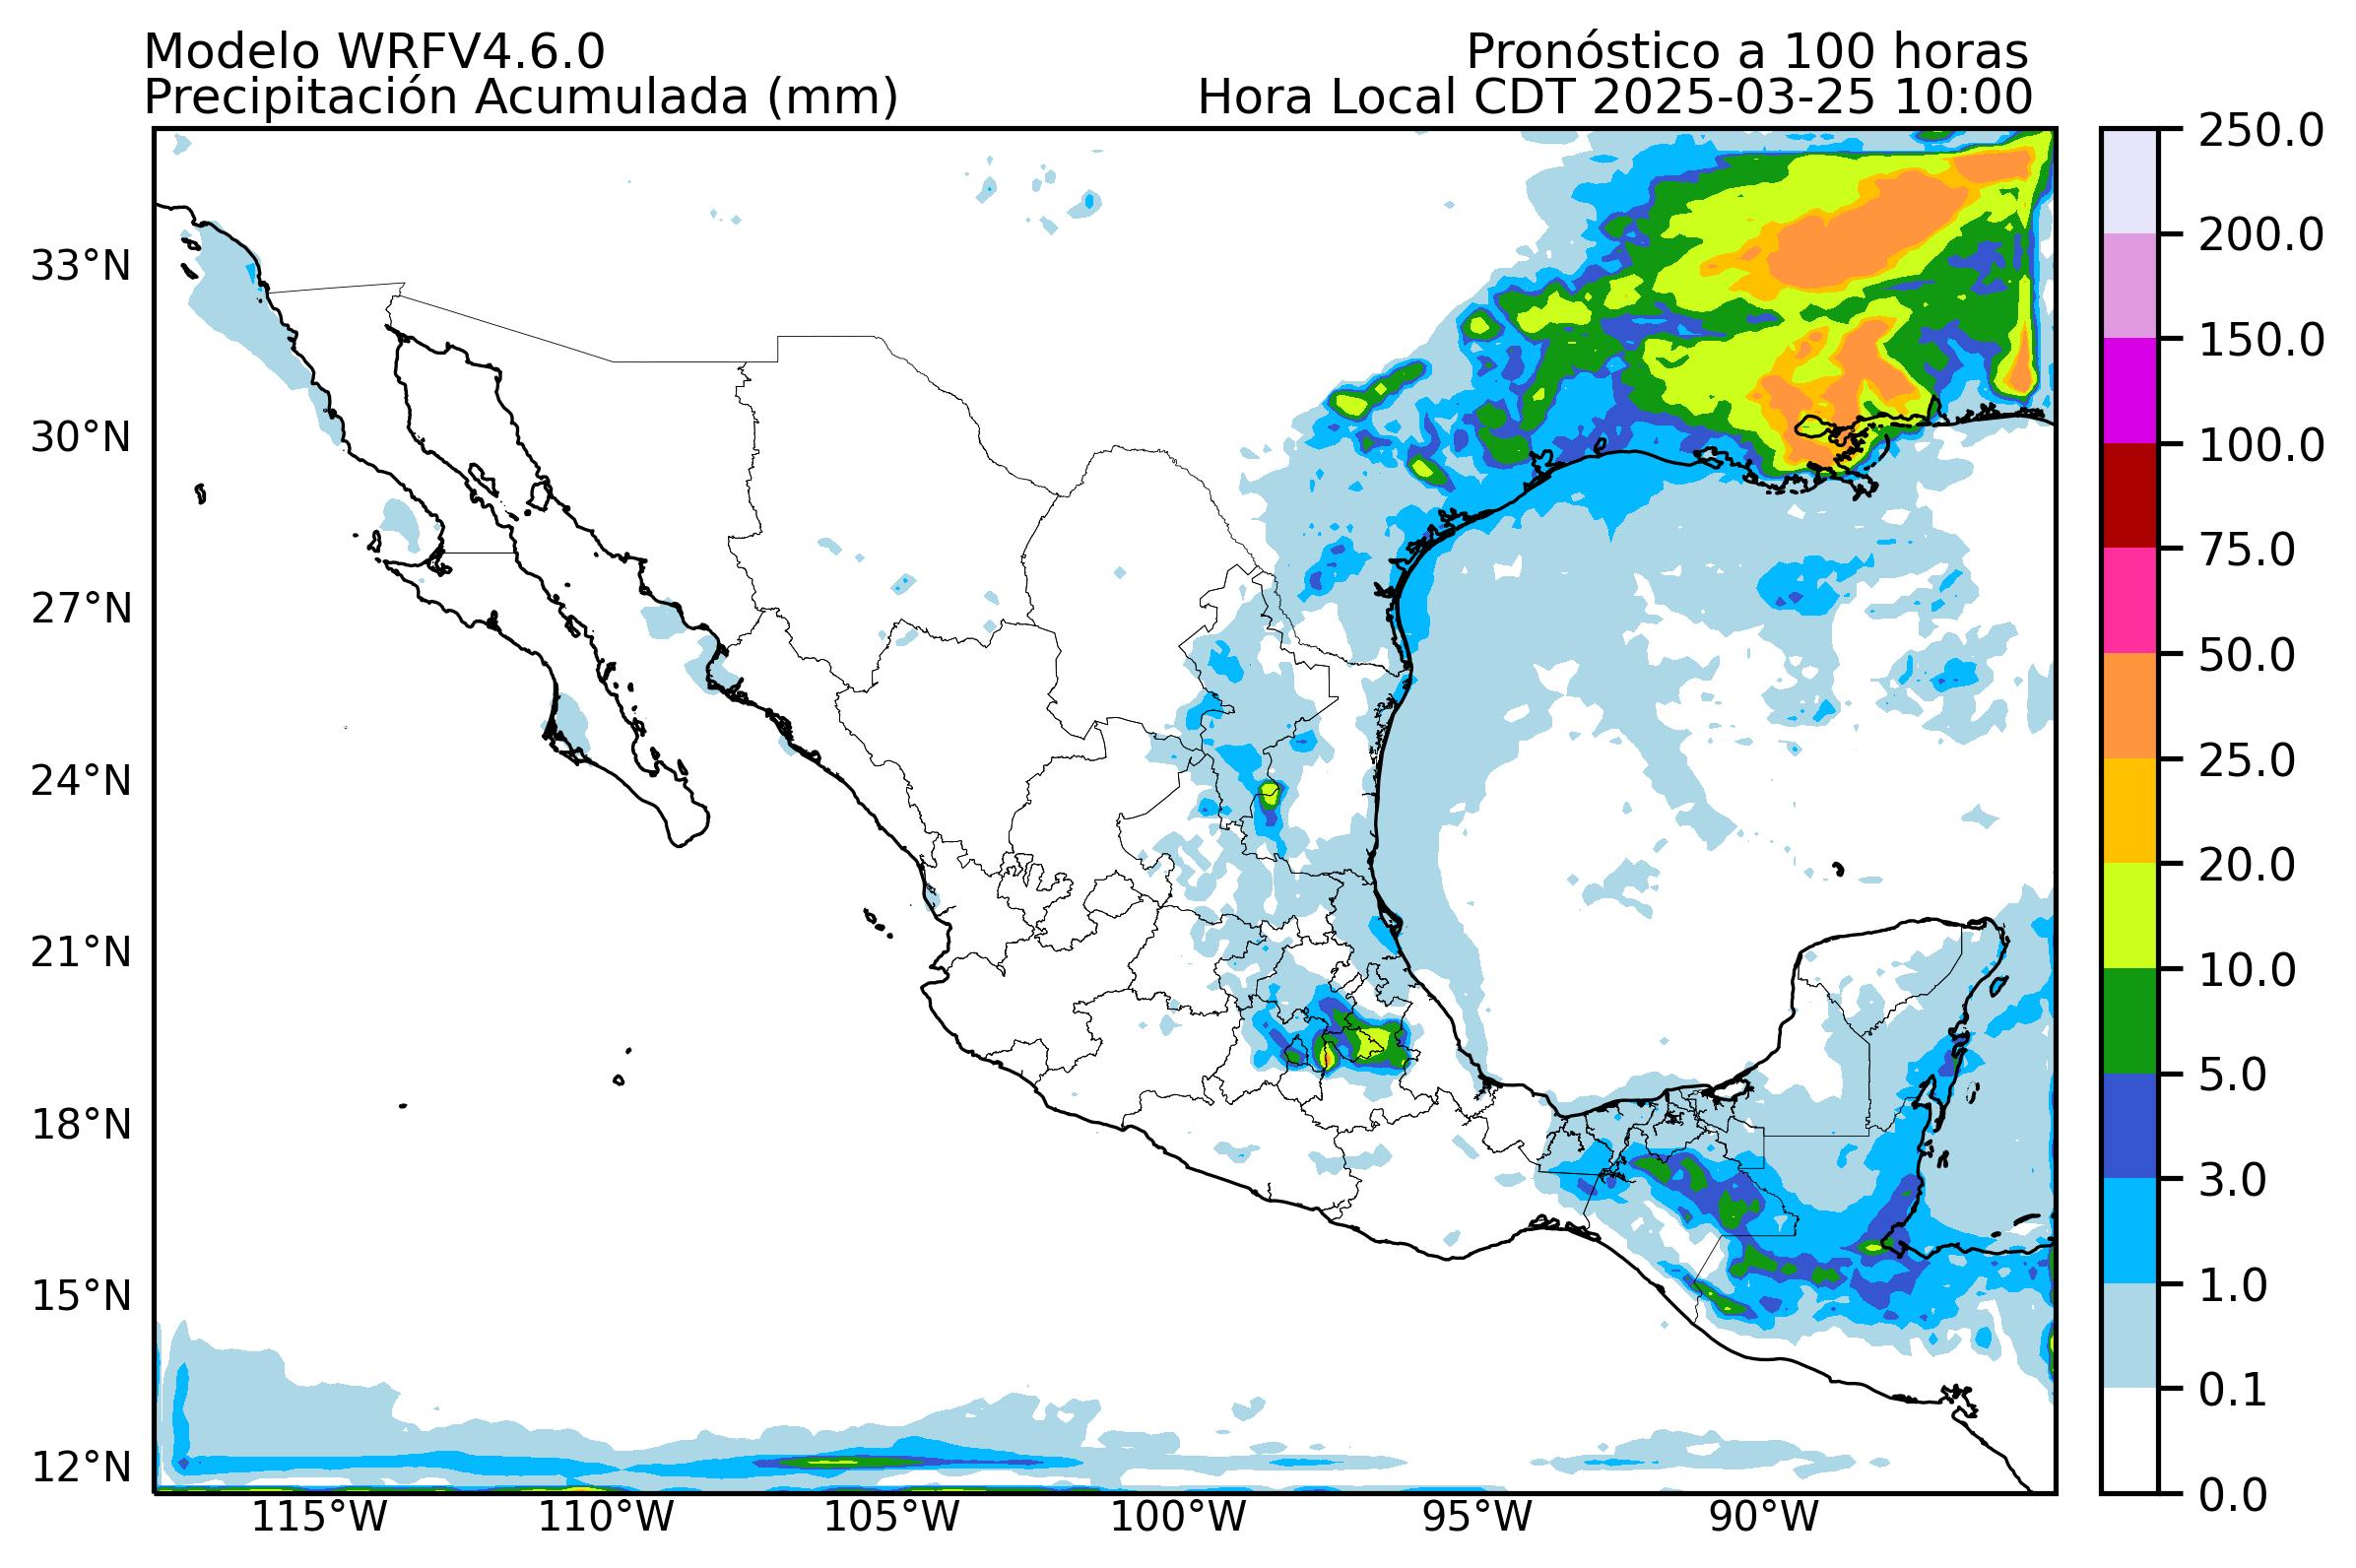 Modelo WRFV4.6.0
Pronóstico a 100 horas
Precipitación Acumulada (mm)
Hora Local CDT 2025-03-25 10:00
33°N
30°N
27°N
24°N
21°N
18°N
15°N
12°N
115°W
110°W
105°W
100°W
95°W
90°W
250.0
200.0
150.0
100.0
75.0
50.0
25.0
20.0
10.0
5.0
3.0
1.0
0.1
0.0